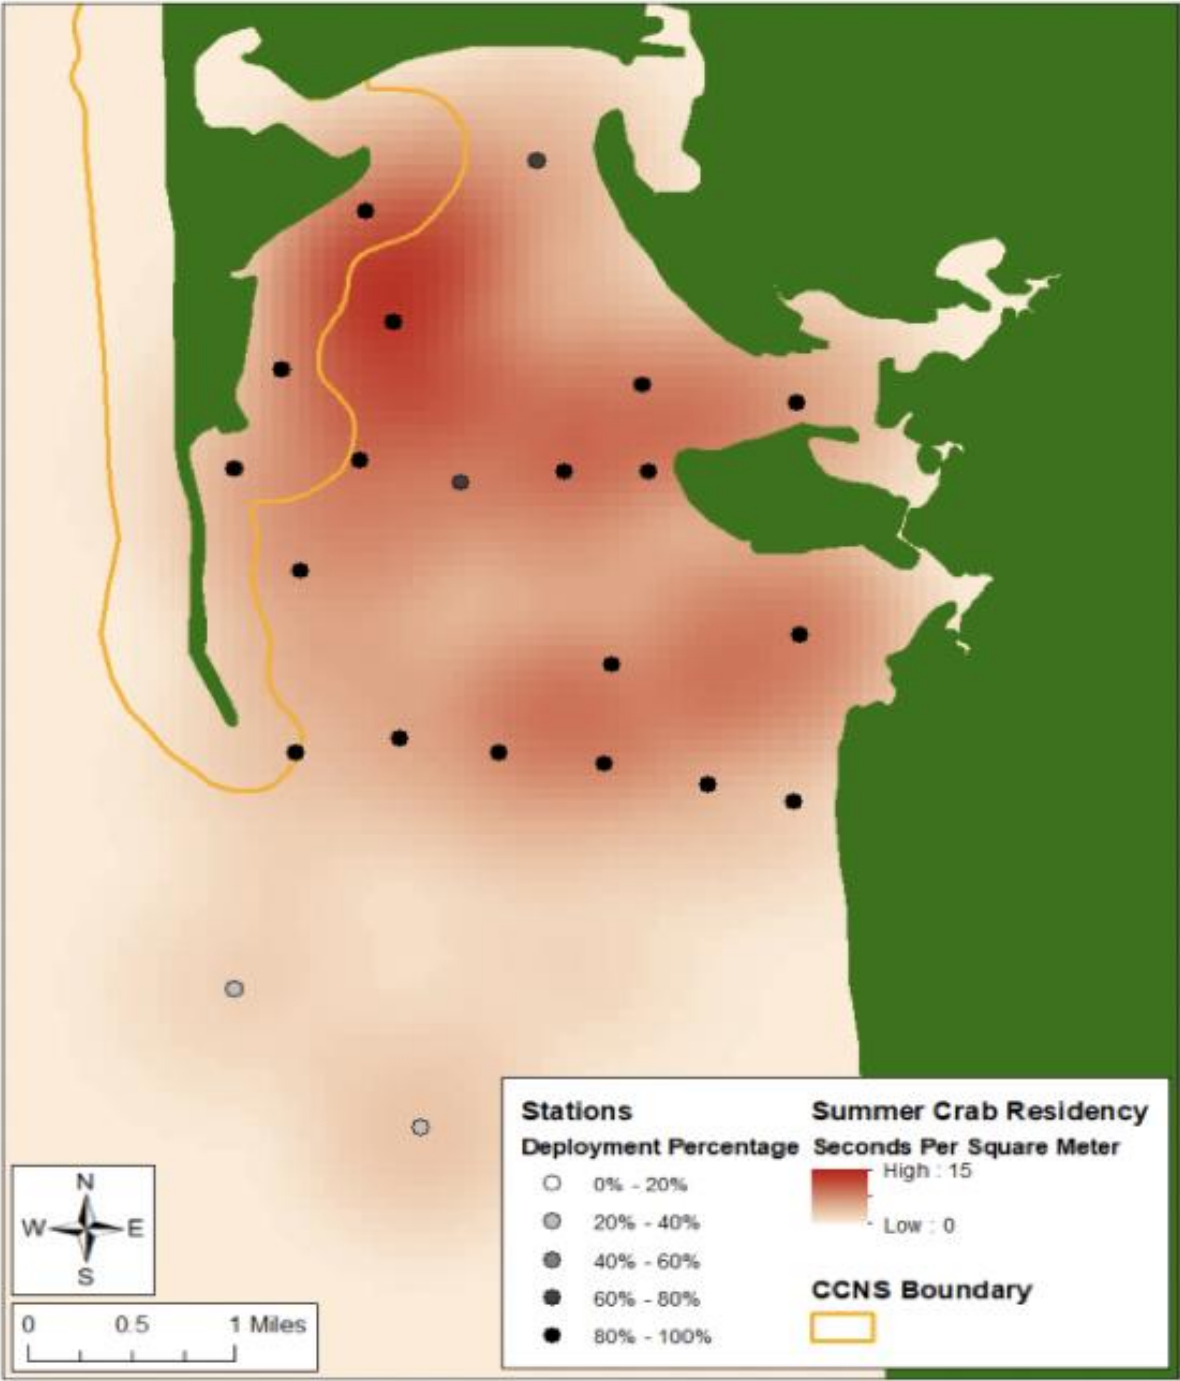 Stations
Deployment Percentage
0% - 20%
20% - 40%
40% - 60%
60% - 80%
80% - 100%
Summer Crab Residency
Seconds Per Square Meter
High : 15
Low : 0
CCNS Boundary
N
W E
S
0 0.5 1 Miles